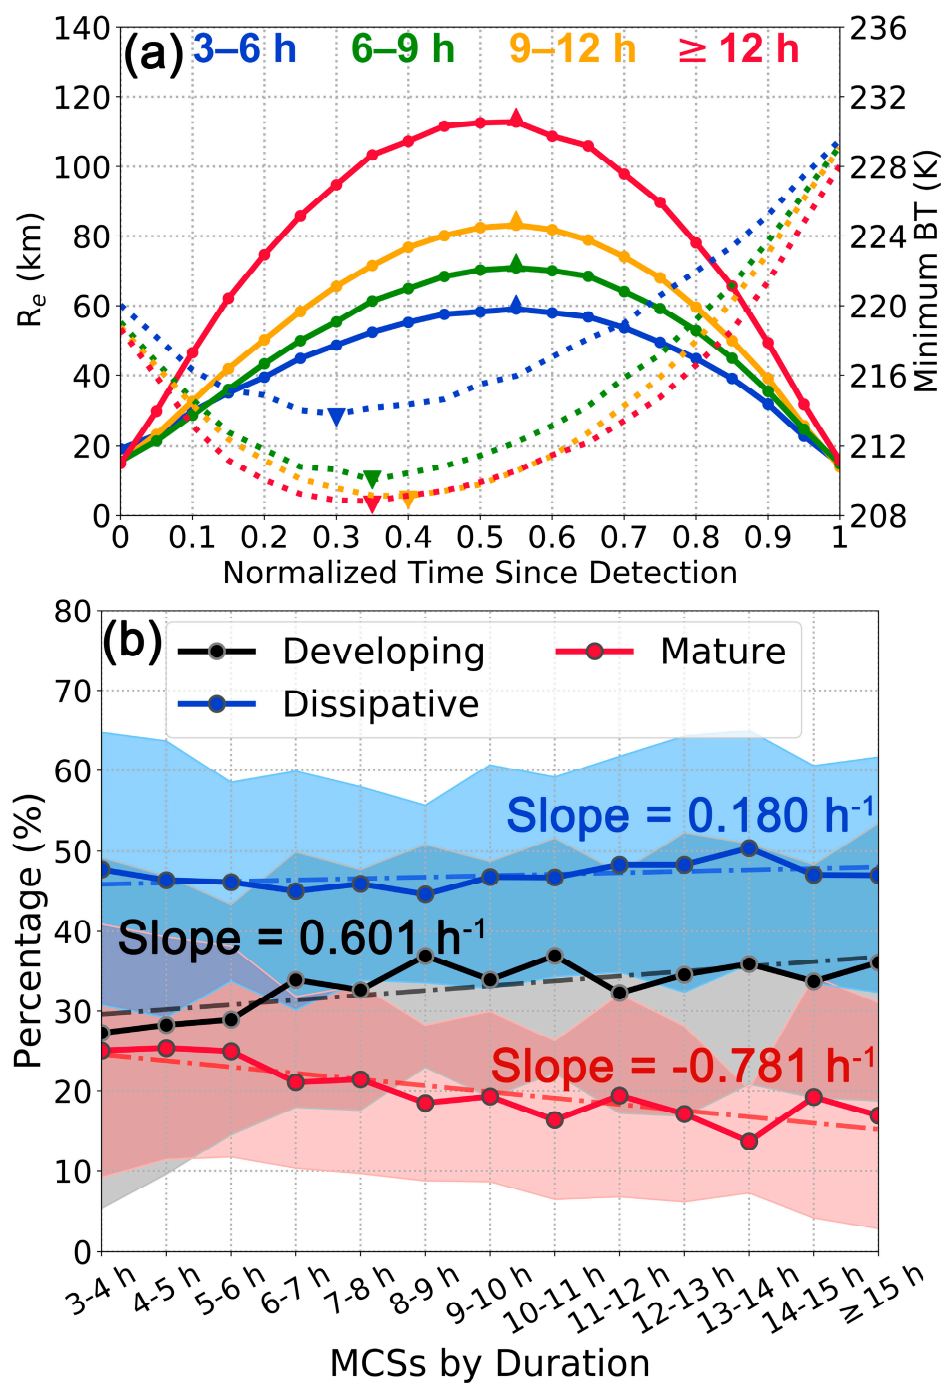 (a) 3–6 h 6–9 h 9–12 h ≥ 12 h
140
120
100
80
60
40
20
0
R_e (km)
236
232
228
224
220
216
212
208
Minimum BT (K)
0 0.1 0.2 0.3 0.4 0.5 0.6 0.7 0.8 0.9 1
Normalized Time Since Detection
(b)
Developing Mature
Dissipative
80
70
60
50
40
30
20
10
0
Percentage (%)
Slope = 0.180 h⁻¹
Slope = 0.601 h⁻¹
Slope = -0.781 h⁻¹
3-4 h 4-5 h 5-6 h 6-7 h 7-8 h 8-9 h 9-10 h 10-11 h 11-12 h 12-13 h 13-14 h 14-15 h ≥ 15 h
MCSs by Duration